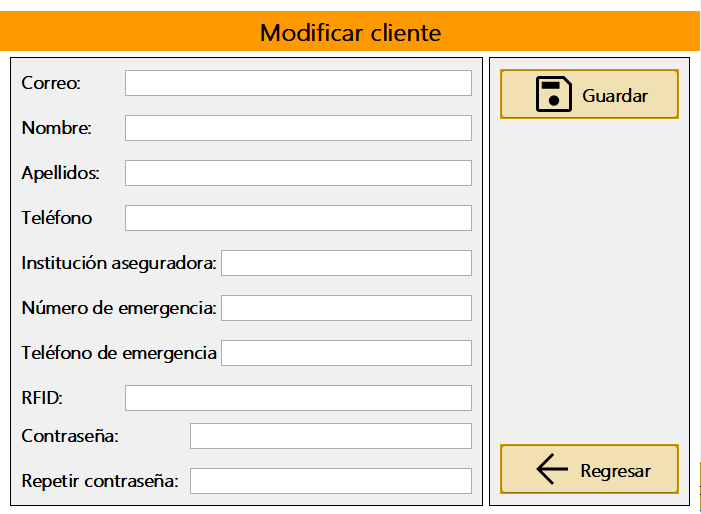 Modificar cliente
Correo:
Nombre:
Apellidos:
Teléfono
Institución aseguradora:
Número de emergencia:
Teléfono de emergencia
RFID:
Contraseña:
Repetir contraseña:
Guardar
Regresar